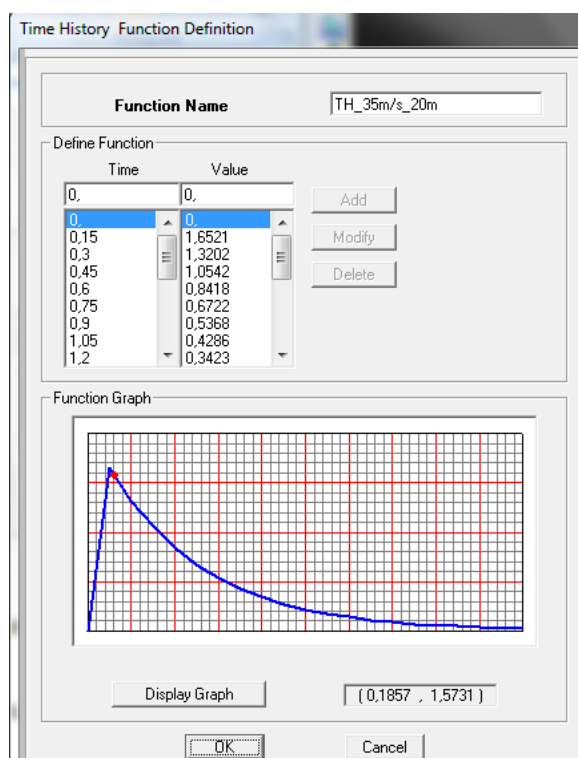 Time History Function Definition
Function Name TH_35m/s_20m
Define Function
Time Value
0, 0, Add
0, 0,
0,15 1,6521 Modify
0,3 1,3202
0,45 1,0542 Delete
0,6 0,8418
0,75 0,6722
0,9 0,5368
1,05 0,4286
1,2 0,3423
Function Graph
Display Graph (0,1857 , 1,5731 )
OK Cancel